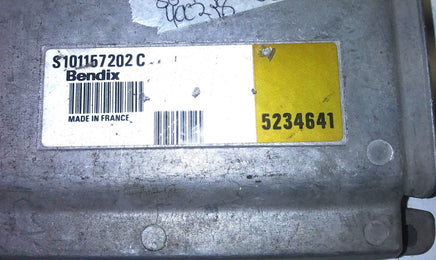 S101157202 C
Bendix
MADE IN FRANCE
5234641